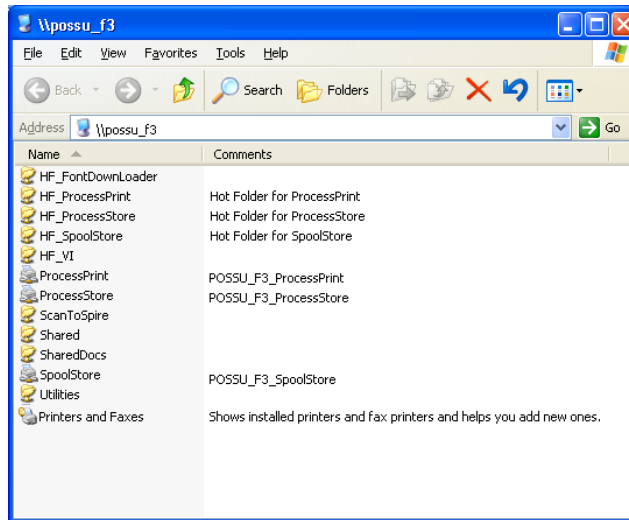 \\possu_f3
File Edit View Favorites Tools Help
Back Search Folders
Address \\possu_f3 Go
Name Comments
HF_FontDownLoader
HF_ProcessPrint Hot Folder for ProcessPrint
HF_ProcessStore Hot Folder for ProcessStore
HF_SpoolStore Hot Folder for SpoolStore
HF_VI
ProcessPrint POSSU_F3_ProcessPrint
ProcessStore POSSU_F3_ProcessStore
ScanToSpire
Shared
SharedDocs
SpoolStore POSSU_F3_SpoolStore
Utilities
Printers and Faxes Shows installed printers and fax printers and helps you add new ones.